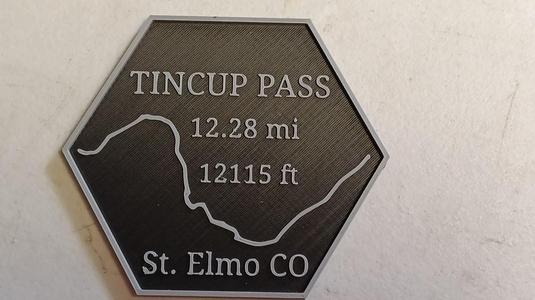 TINCUP PASS
12.28 mi
12115 ft
St. Elmo CO